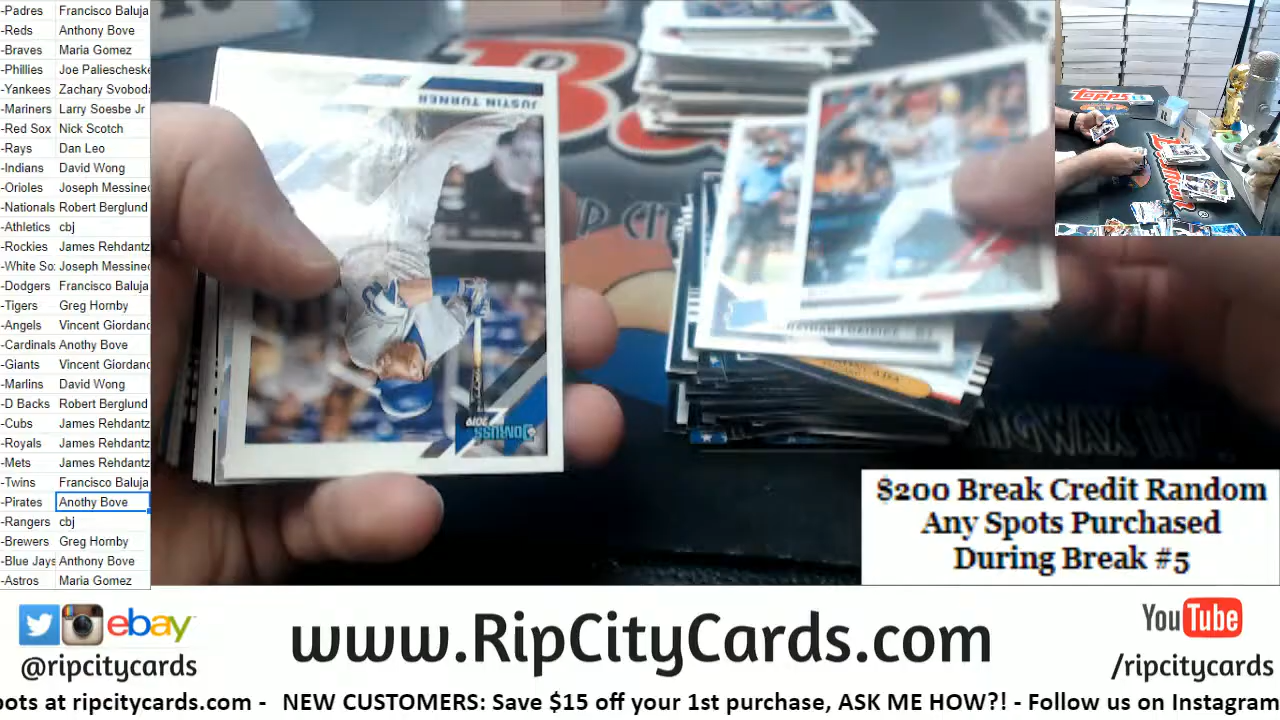 -Padres Francisco Baluja
-Reds Anthony Bove
-Braves Maria Gomez
-Phillies Joe Paliescheske
-Yankees Zachary Svoboda
-Mariners Larry Soesbe Jr
-Red Sox Nick Scotch
-Rays Dan Leo
-Indians David Wong
-Orioles Joseph Messineo
-Nationals Robert Berglund
-Athletics cbj
-Rockies James Rehdantz
-White So Joseph Messineo
-Dodgers Francisco Baluja
-Tigers Greg Hornby
-Angels Vincent Giordano
-Cardinals Anothy Bove
-Giants Vincent Giordano
-Marlins David Wong
-D Backs Robert Berglund
-Cubs James Rehdantz
-Royals James Rehdantz
-Mets James Rehdantz
-Twins Francisco Baluja
-Pirates Anothy Bove
-Rangers cbj
-Brewers Greg Hornby
-Blue Jays Anthony Bove
-Astros Maria Gomez
JUSTIN TURNER
DONRUSS
2019
Topps
$200 Break Credit Random
Any Spots Purchased
During Break #5
ebay
@ripcitycards
www.RipCityCards.com
YouTube
/ripcitycards
pots at ripcitycards.com - NEW CUSTOMERS: Save $15 off your 1st purchase, ASK ME HOW?! - Follow us on Instagram